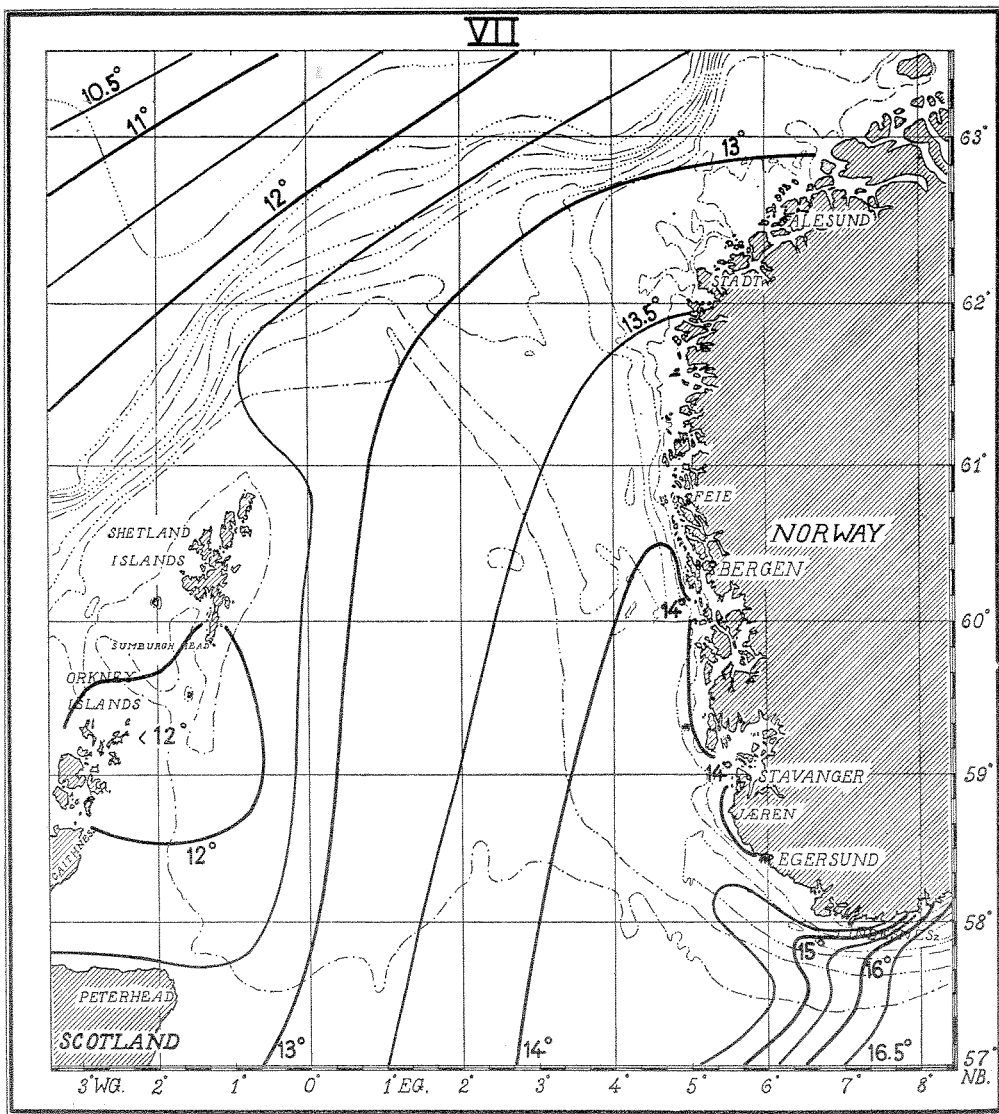 VII
10.5°
11°
12°
13°
63°
ÅLESUND
STADT
62°
13.5°
61°
FEIE
SHETLAND
ISLANDS
NORWAY
BERGEN
14°
60°
SUMBURGH HEAD
ORKNEY
ISLANDS
< 12°
59°
14
STAVANGER
JÆREN
CAITHNESS
12°
EGERSUND
58°
15°
16°
PETERHEAD
SCOTLAND
13°
14°
16.5°
57°
3° WG. 2° 1° 0° 1° EG. 2° 3° 4° 5° 6° 7° 8° NB.